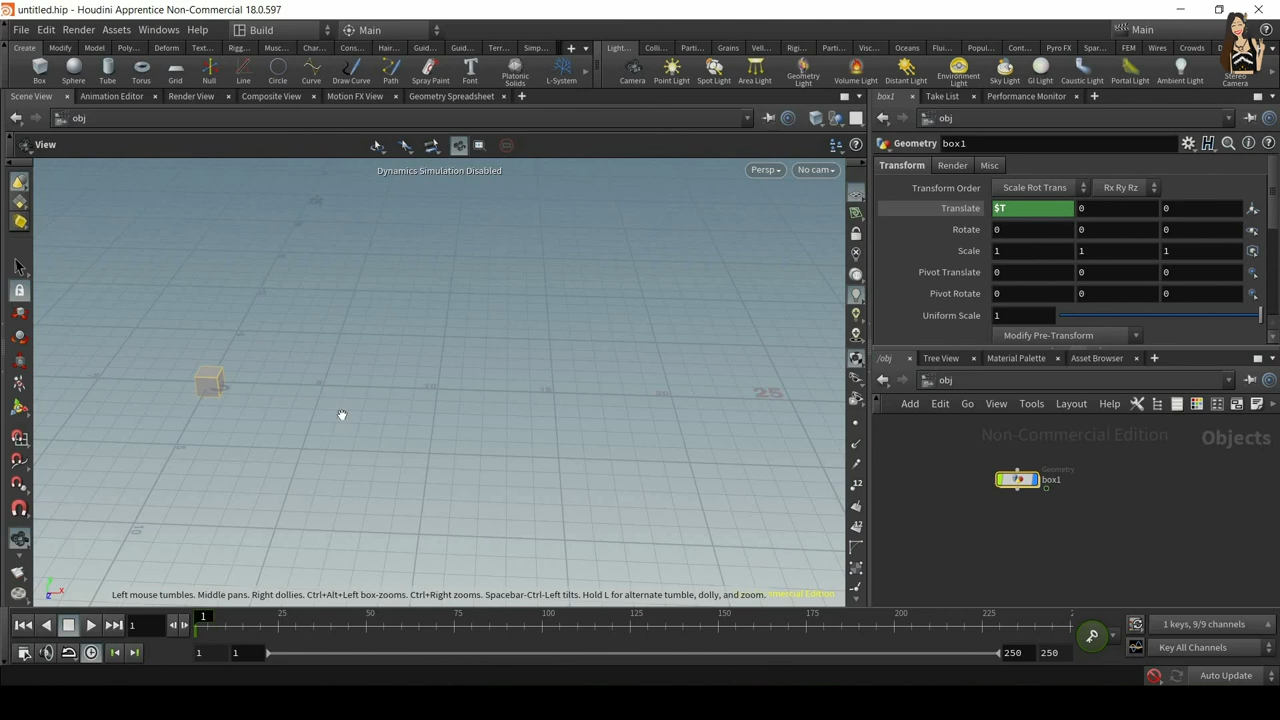 untitled.hip - Houdini Apprentice Non-Commercial 18.0.597
File Edit Render Assets Windows Help Build Main Main
Create Modify Model Poly... Deform Text... Rigg... Musc... Char... Cons... Hair... Guid... Guid... Terr... Simp...
Light... Colli... Parti... Grains Vell... Rigi... Parti... Visc... Oceans Flui... Popul... Cont... Pyro FX Spar... FEM Wires Crowds
Box Sphere Tube Torus Grid Null Line Circle Curve Draw Curve Path Spray Paint Font Platonic Solids L-System
Camera Point Light Spot Light Area Light Geometry Light Volume Light Distant Light Environment Light Sky Light GI Light Caustic Light Portal Light Ambient Light Stereo Camera
Scene View Animation Editor Render View Composite View Motion FX View Geometry Spreadsheet
box1 Take List Performance Monitor
obj
obj
View
Dynamics Simulation Disabled
Persp
No cam
Geometry box1
Transform Render Misc
Transform Order Scale Rot Trans Rx Ry Rz
Translate $T 0 0
Rotate 0 0 0
Scale 1 1 1
Pivot Translate 0 0 0
Pivot Rotate 0 0 0
Uniform Scale 1
Modify Pre-Transform
/obj Tree View Material Palette Asset Browser
obj
Add Edit Go View Tools Layout Help
Non-Commercial Edition
Objects
Geometry
box1
25
12
12
Left mouse tumbles. Middle pans. Right dollies. Ctrl+Alt+Left box-zooms. Ctrl+Right zooms. Spacebar-Ctrl-Left tilts. Hold L for alternate tumble, dolly, and zoom.
1 1 25 50 75 100 125 150 175 200 225
1 1 250 250
1 keys, 9/9 channels
Key All Channels
Auto Update